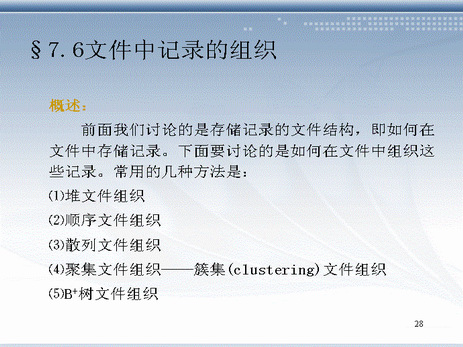 §7.6文件中记录的组织
概述：
前面我们讨论的是存储记录的文件结构，即如何在
文件中存储记录。下面要讨论的是如何在文件中组织这
些记录。常用的几种方法是：
⑴堆文件组织
⑵顺序文件组织
⑶散列文件组织
⑷聚集文件组织——簇集(clustering)文件组织
⑸B⁺树文件组织
28